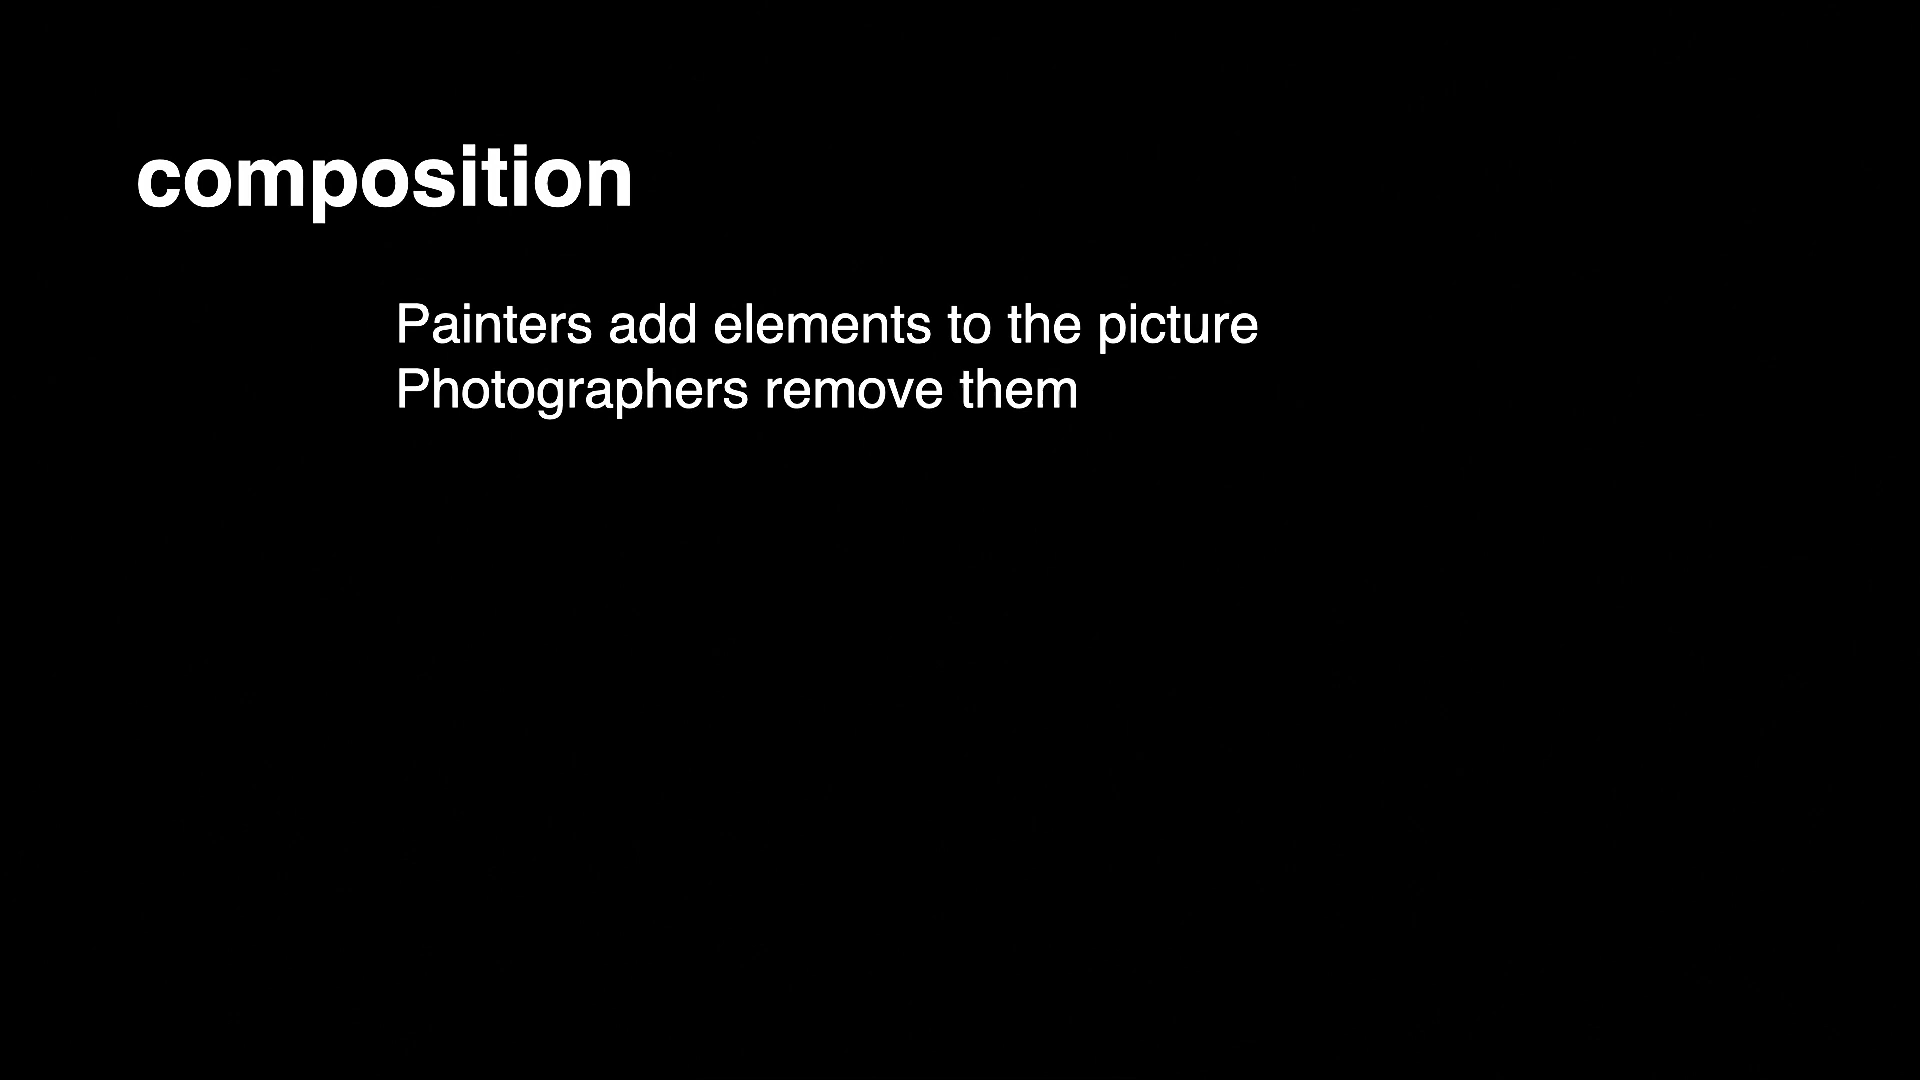 composition
Painters add elements to the picture
Photographers remove them